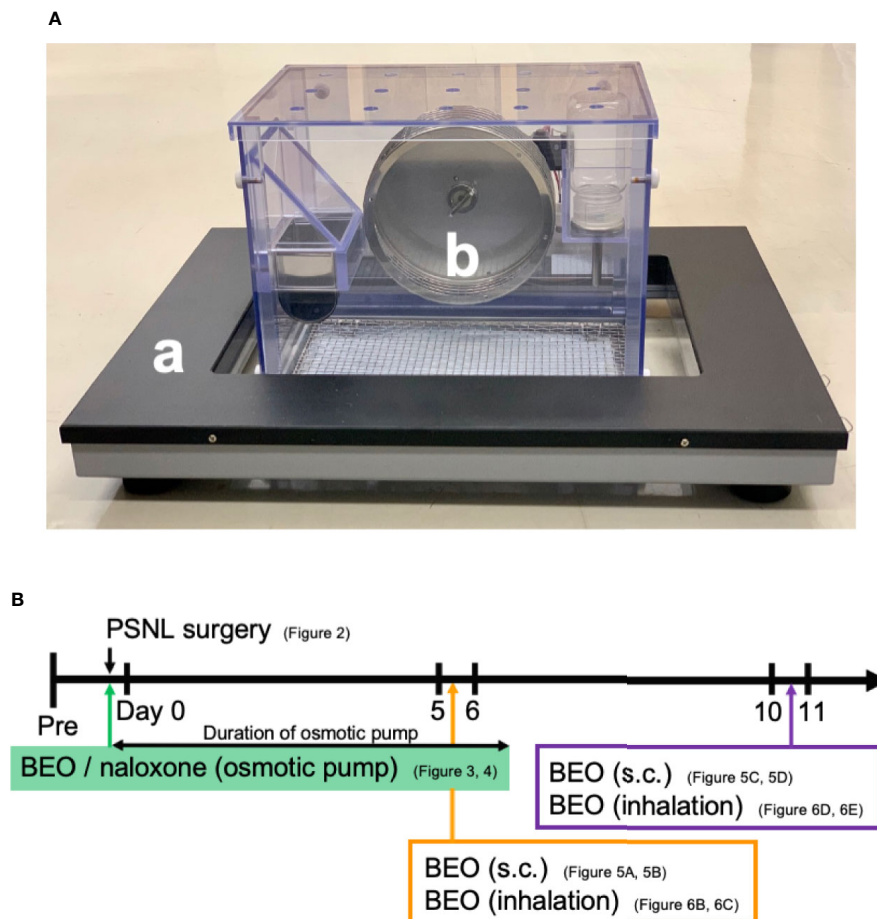 A
b
a
B
PSNL surgery (Figure 2)
Pre
Day 0
5
6
10
11
Duration of osmotic pump
BEO / naloxone (osmotic pump) (Figure 3, 4)
BEO (s.c.) (Figure 5C, 5D)
BEO (inhalation) (Figure 6D, 6E)
BEO (s.c.) (Figure 5A, 5B)
BEO (inhalation) (Figure 6B, 6C)